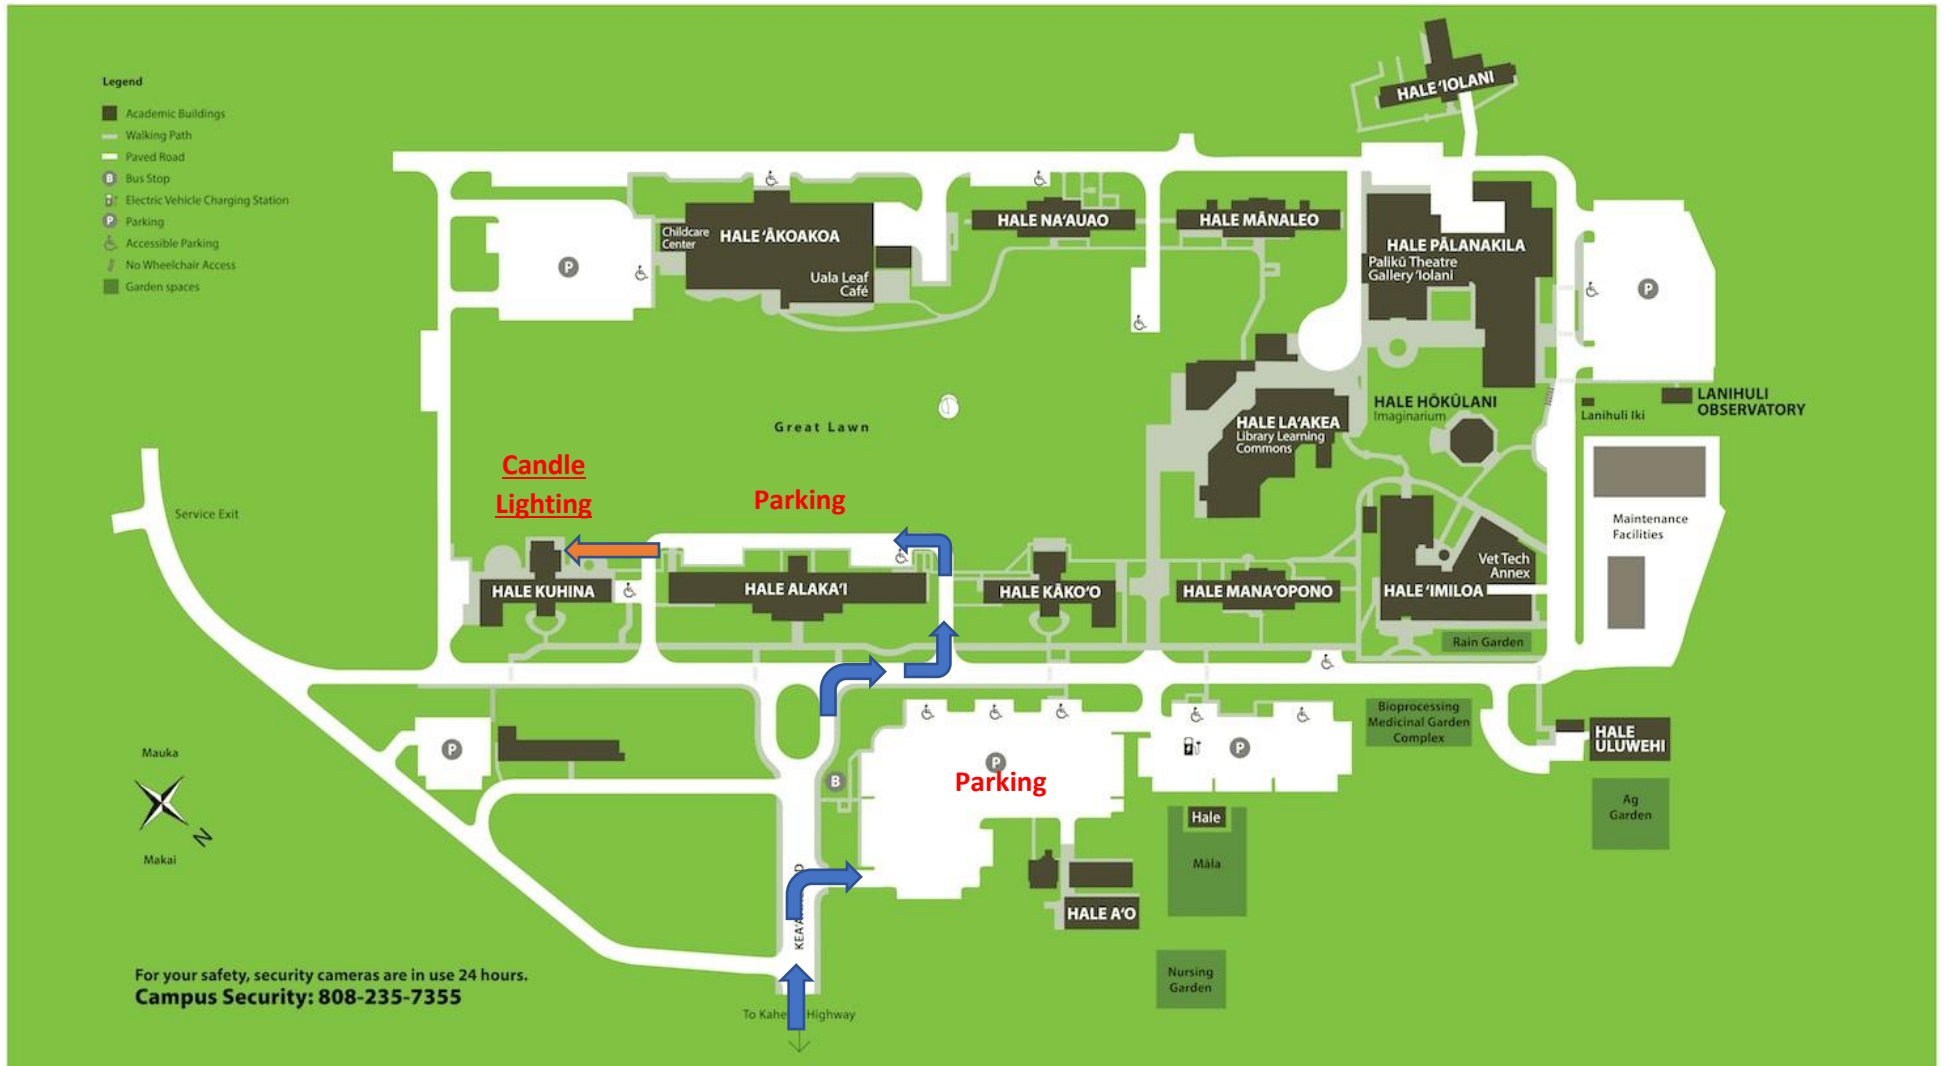 Legend
Academic Buildings
Walking Path
Paved Road
B Bus Stop
Electric Vehicle Charging Station
P Parking
Accessible Parking
No Wheelchair Access
Garden spaces
HALE ʻIOLANI
Childcare
Center
HALE ʻĀKOAKOA
Uala Leaf
Café
HALE NAʻAUAO
HALE MĀNALEO
HALE PĀLANAKILA
Palikū Theatre
Gallery ʻIolani
P
P
LANIHULI
OBSERVATORY
Lanihuli Iki
HALE HŌKŪLANI
Imaginarium
HALE LAʻAKEA
Library Learning
Commons
Great Lawn
Candle
Lighting
Parking
Service Exit
Maintenance
Facilities
Vet Tech
Annex
HALE KUHINA
HALE ALAKAʻI
HALE KĀKOʻO
HALE MANAʻOPONO
HALE ʻIMILOA
Rain Garden
Bioprocessing
Medicinal Garden
Complex
HALE
ULUWEHI
P
P
P
B
Parking
Mauka
N
Makai
Hale
Māla
Ag
Garden
HALE AʻO
Nursing
Garden
For your safety, security cameras are in use 24 hours.
Campus Security: 808-235-7355
To Highway